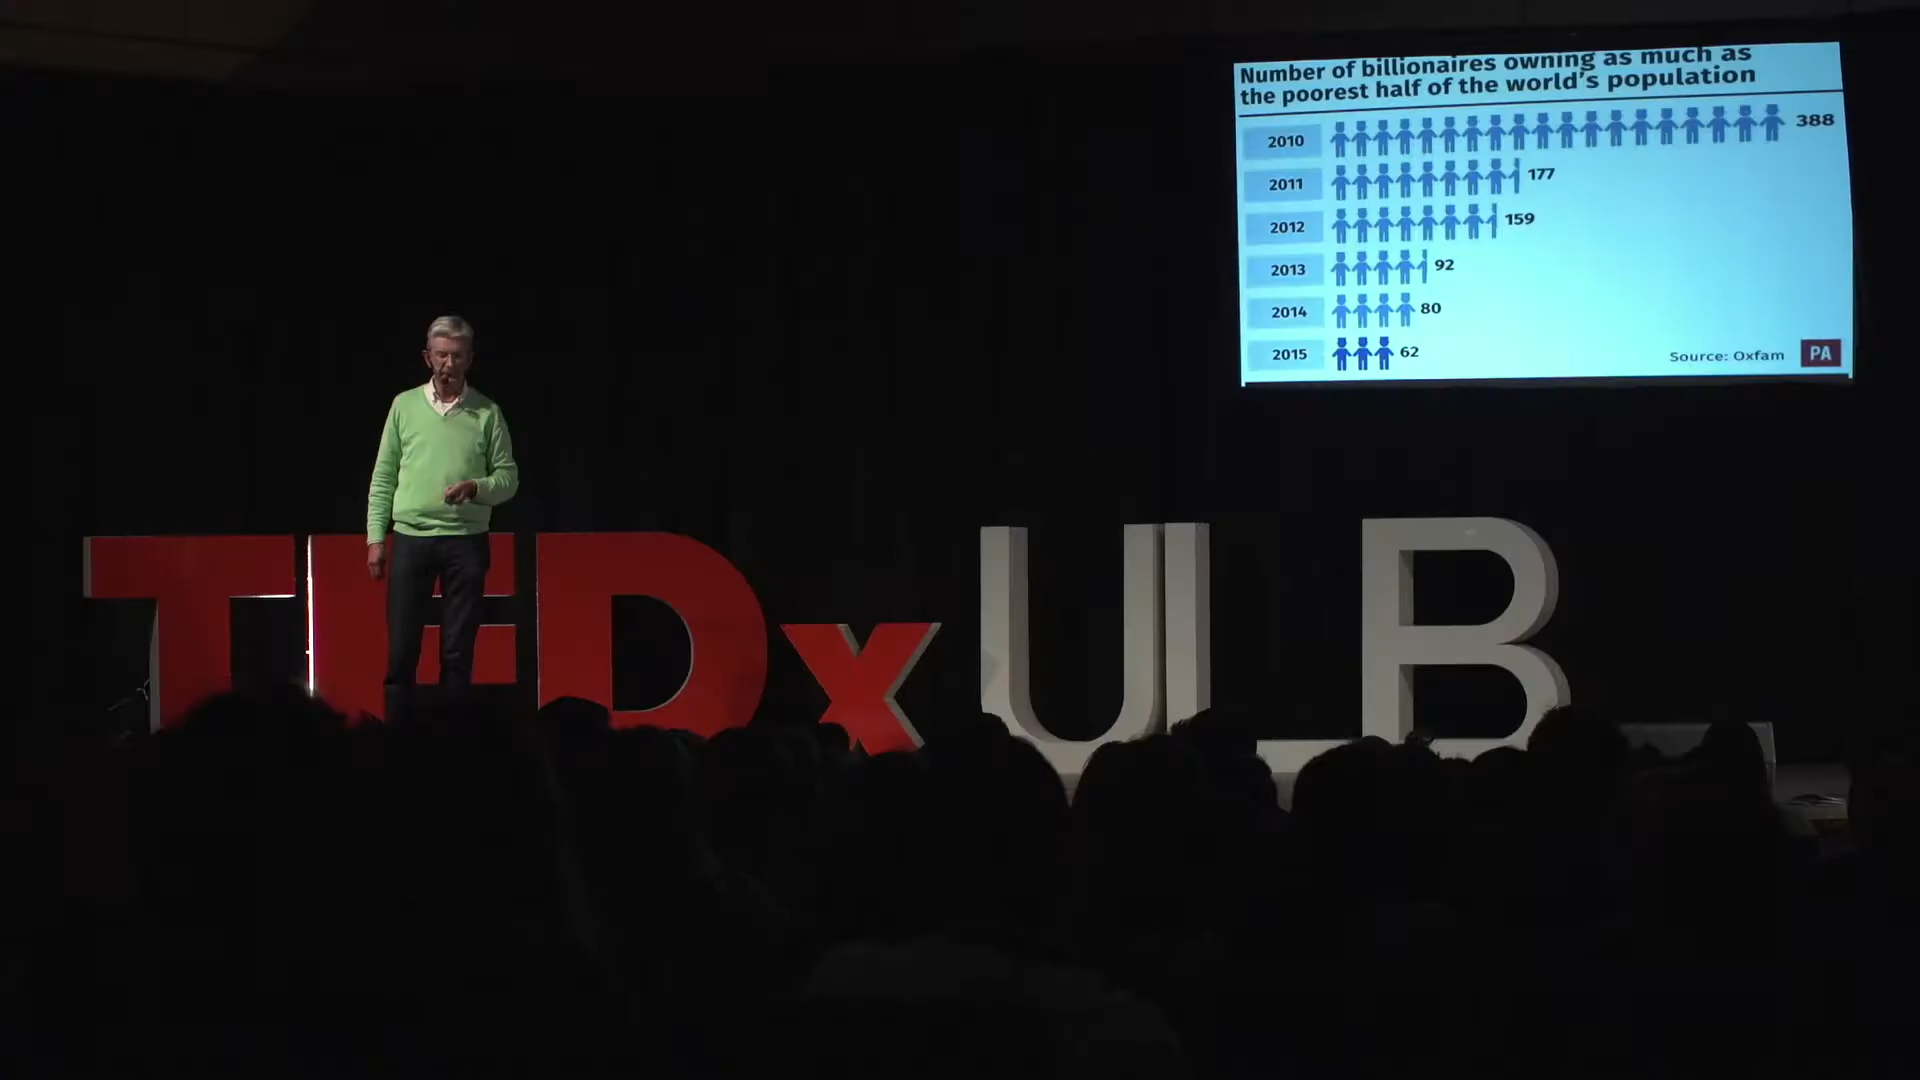 Number of billionaires owning as much as
the poorest half of the world's population
2010 388
2011 177
2012 159
2013 92
2014 80
2015 62
Source: Oxfam PA
TEDx ULB